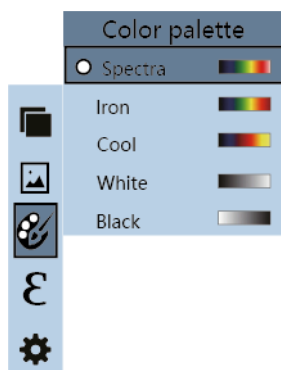 Color palette
Spectra
Iron
Cool
White
Black
ε